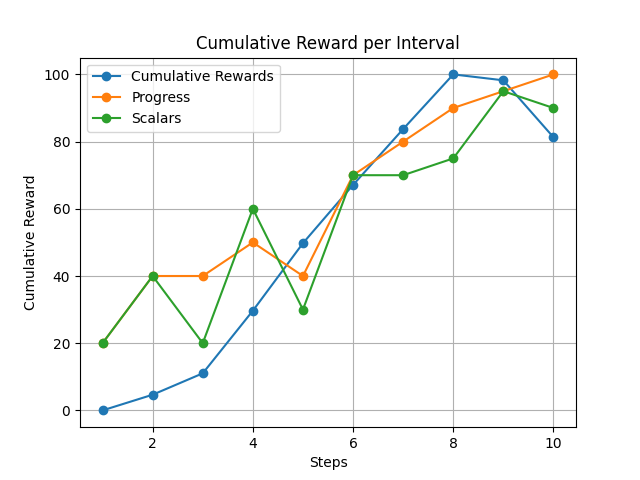 Cumulative Reward per Interval
Cumulative Rewards
Progress
Scalars
100
80
60
40
20
0
Cumulative Reward
2 4 6 8 10
Steps